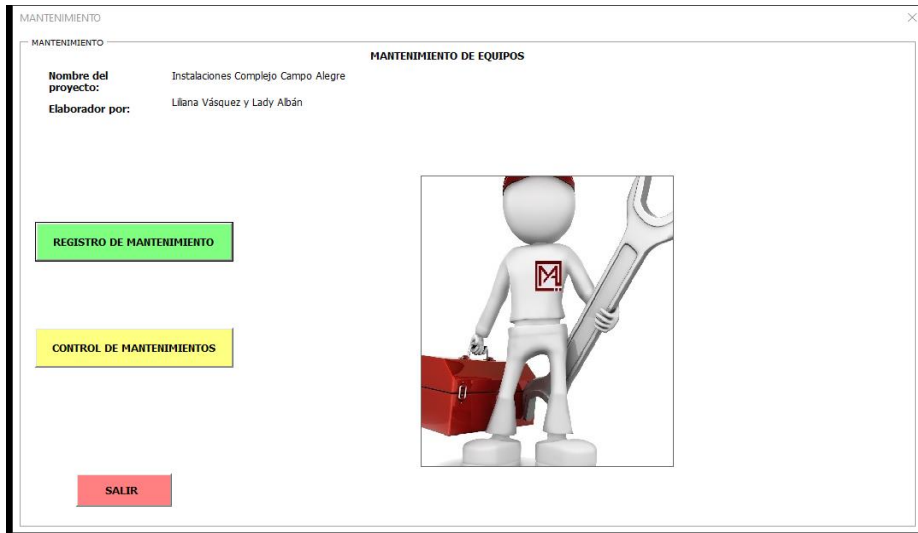 MANTENIMIENTO
MANTENIMIENTO
MANTENIMIENTO DE EQUIPOS
Nombre del
proyecto:
Instalaciones Complejo Campo Alegre
Elaborador por:
Liliana Vásquez y Lady Albán
REGISTRO DE MANTENIMIENTO
CONTROL DE MANTENIMIENTOS
SALIR